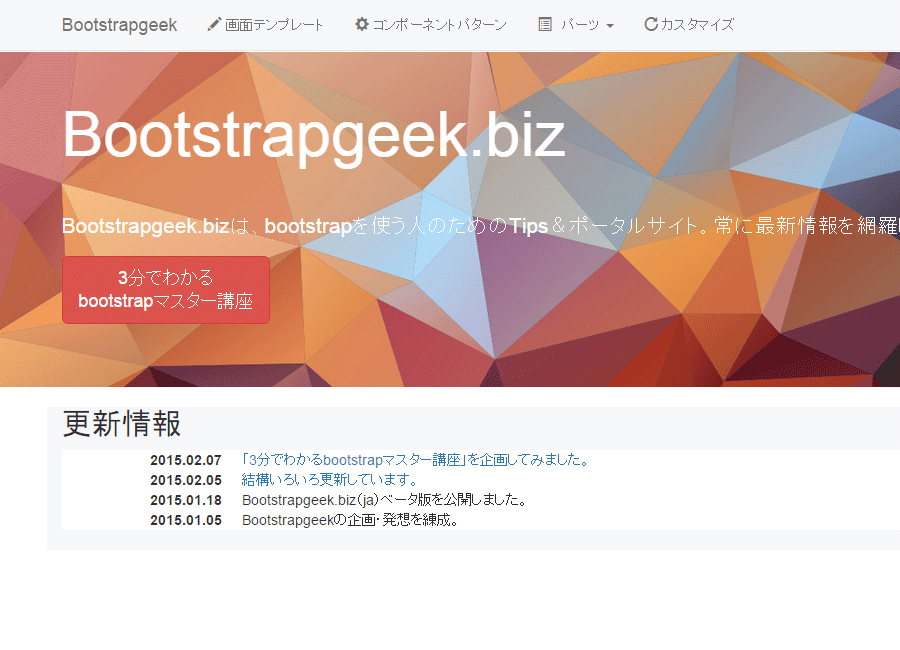 Bootstrapgeek 画面テンプレート コンポーネントパターン パーツ カスタマイズ
Bootstrapgeek.biz
Bootstrapgeek.bizは、bootstrapを使う人のためのTips＆ポータルサイト。常に最新情報を網羅
3分でわかる
bootstrapマスター講座
更新情報
2015.02.07 「3分でわかるbootstrapマスター講座」を企画してみました。
2015.02.05 結構いろいろ更新しています。
2015.01.18 Bootstrapgeek.biz(ja)ベータ版を公開しました。
2015.01.05 Bootstrapgeekの企画・発想を練成。